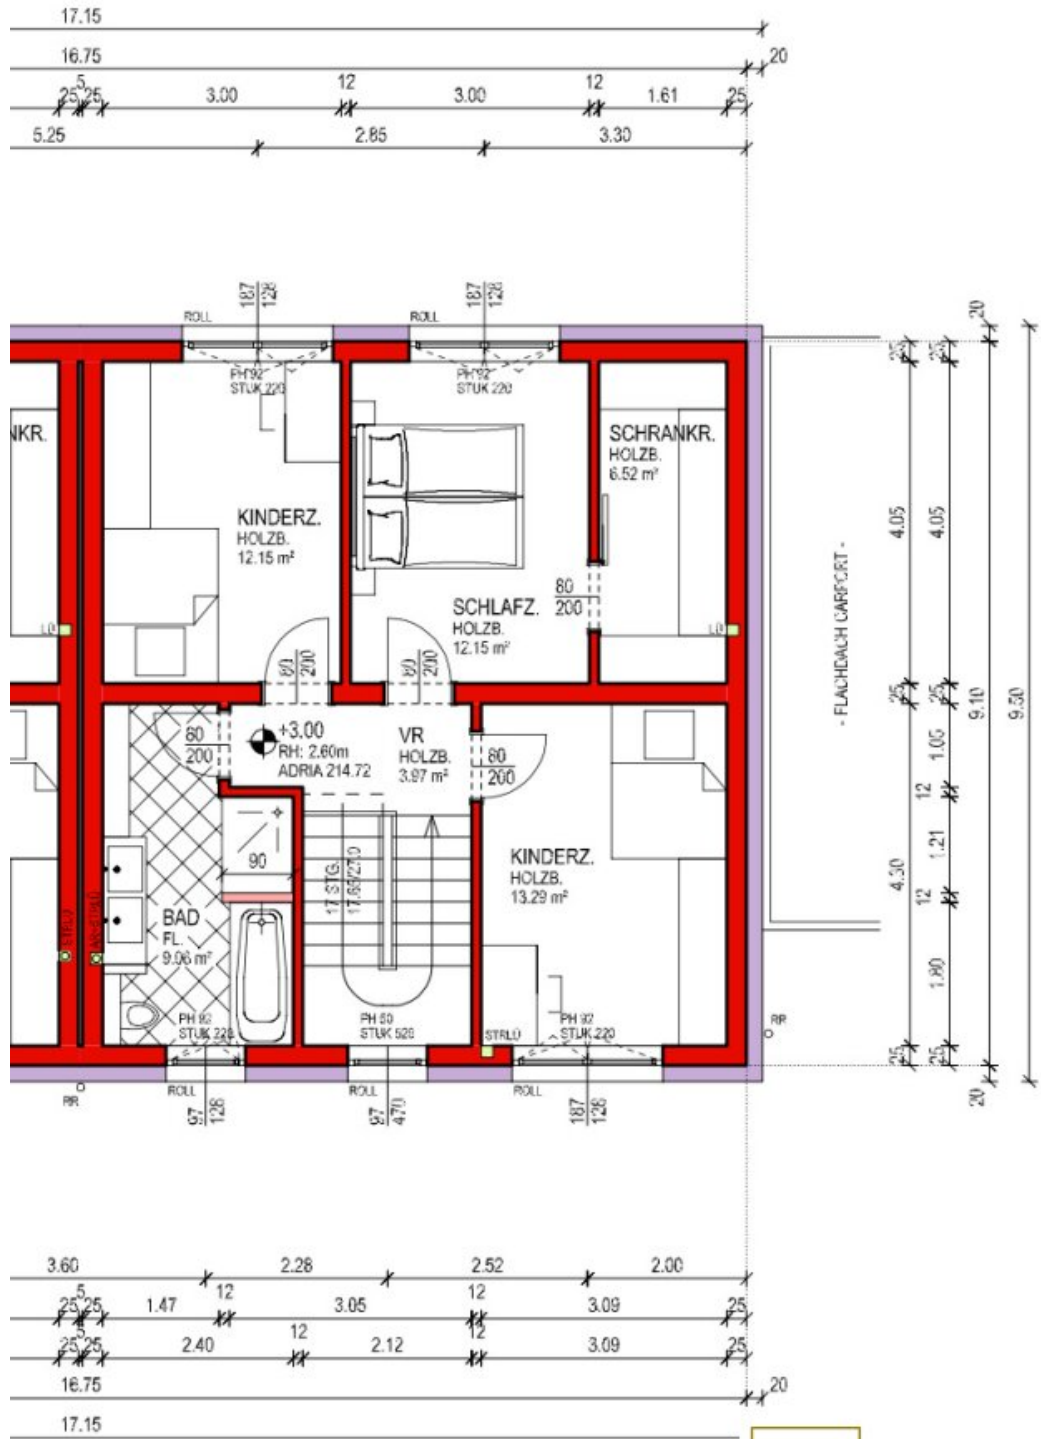 17.15
16.75 20
5 12 12
25 25 3.00 3.00 1.61 25
5.25 2.85 3.30
187
128
187
128
20
ROLL ROLL
25 25
PH 92
STUK 220
PH 92
STUK 220
NKR.
SCHRANKR.
HOLZB.
6.52 m²
KINDERZ.
HOLZB.
12.15 m²
4.05 4.05
80
200
SCHLAFZ.
HOLZB.
12.15 m²
LÜ LÜ
- FLACHDACH CARPORT -
80
200
80
200
25 25
9.10
9.50
80
200
+3.00
RH: 2.60m
ADRIA 214.72
VR
HOLZB.
3.97 m²
80
200
1.05
12
90
17 STG.
KINDERZ.
HOLZB.
13.29 m²
1.21
4.30
12
BAD
FL.
9.06 m²
STRLÜ
1.80
PH 92
STUK 220
PH 50
STUK 526
STRLÜ
PH 92
STUK 220
RR
25 25
ROLL ROLL ROLL
RR
97
128
97
470
187
128
20
3.60 2.28 2.52 2.00
5 12 12
25 25 1.47 3.05 3.09 25
5 12 12
25 25 2.40 2.12 3.09 25
16.75 20
17.15